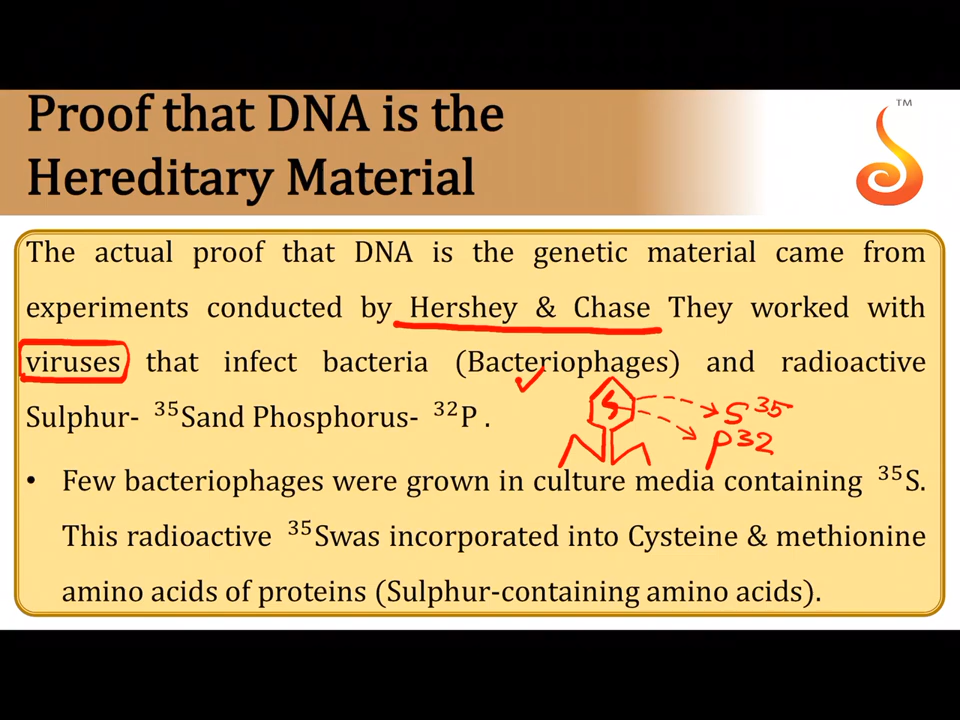 Proof that DNA is the
TM
Hereditary Material
The actual proof that DNA is the genetic material came from
experiments conducted by Hershey & Chase They worked with
viruses that infect bacteria (Bacteriophages) and radioactive
Sulphur- ³⁵Sand Phosphorus- ³²P .
S³⁵
P32
• Few bacteriophages were grown in culture media containing ³⁵S.
This radioactive ³⁵Swas incorporated into Cysteine & methionine
amino acids of proteins (Sulphur-containing amino acids).